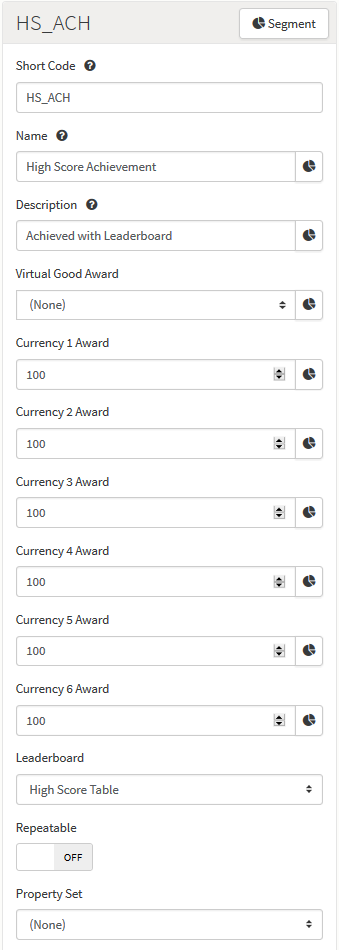 HS_ACH
Segment
Short Code ?
HS_ACH
Name ?
High Score Achievement
Description ?
Achieved with Leaderboard
Virtual Good Award
(None)
Currency 1 Award
100
Currency 2 Award
100
Currency 3 Award
100
Currency 4 Award
100
Currency 5 Award
100
Currency 6 Award
100
Leaderboard
High Score Table
Repeatable
OFF
Property Set
(None)